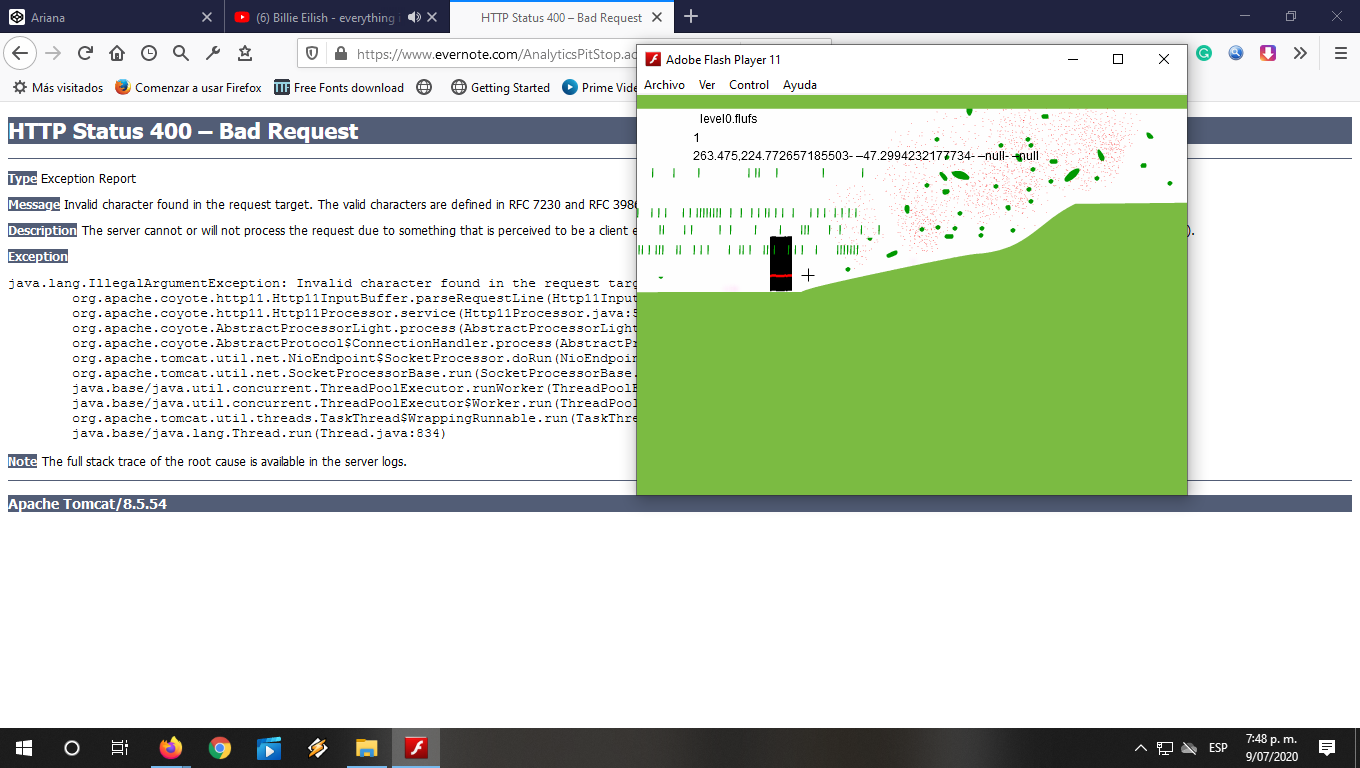 Ariana
(6) Billie Eilish - everything i
HTTP Status 400 – Bad Request
https://www.evernote.com/AnalyticsPitStop.ac
Más visitados
Comenzar a usar Firefox
Free Fonts download
Getting Started
Prime Vide
HTTP Status 400 – Bad Request
Type Exception Report
Message Invalid character found in the request target. The valid characters are defined in RFC 7230 and RFC 3986
Description The server cannot or will not process the request due to something that is perceived to be a client e
).
Exception
java.lang.IllegalArgumentException: Invalid character found in the request targ
org.apache.coyote.http11.Http11InputBuffer.parseRequestLine(Http11Input
org.apache.coyote.http11.Http11Processor.service(Http11Processor.java:5
org.apache.coyote.AbstractProcessorLight.process(AbstractProcessorLight
org.apache.coyote.AbstractProtocol$ConnectionHandler.process(AbstractPr
org.apache.tomcat.util.net.NioEndpoint$SocketProcessor.doRun(NioEndpoin
org.apache.tomcat.util.net.SocketProcessorBase.run(SocketProcessorBase.
java.base/java.util.concurrent.ThreadPoolExecutor.runWorker(ThreadPoolE
java.base/java.util.concurrent.ThreadPoolExecutor$Worker.run(ThreadPool
org.apache.tomcat.util.threads.TaskThread$WrappingRunnable.run(TaskThre
java.base/java.lang.Thread.run(Thread.java:834)
Note The full stack trace of the root cause is available in the server logs.
Apache Tomcat/8.5.54
Adobe Flash Player 11
Archivo Ver Control Ayuda
level0.flufs
1
263.475,224.772657185503- –47.2994232177734- –null- –null
ESP
7:48 p. m.
9/07/2020